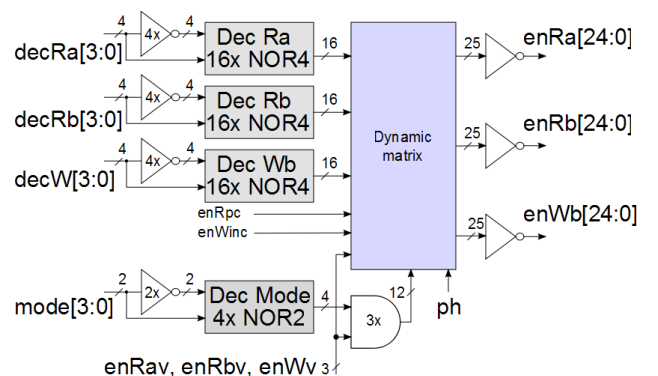 4
4x
4
Dec Ra
16x NOR4
16
decRa[3:0]
4
4x
4
Dec Rb
16x NOR4
16
decRb[3:0]
4
4x
4
Dec Wb
16x NOR4
16
decW[3:0]
enRpc
enWinc
Dynamic
matrix
25
enRa[24:0]
25
enRb[24:0]
25
enWb[24:0]
2
2x
2
Dec Mode
4x NOR2
4
mode[3:0]
3x
12
ph
enRav, enRbv, enWv
3